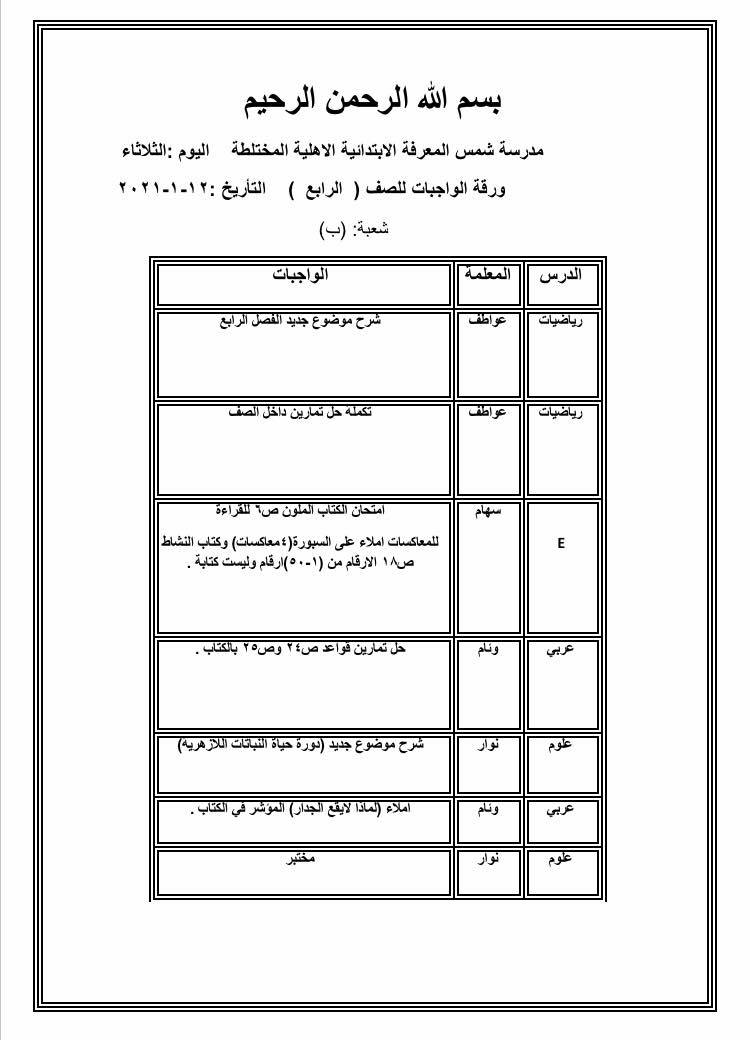 بسم الله الرحمن الرحيم
مدرسة شمس المعرفة الابتدائية الاهلية المختلطة اليوم :الثلاثاء
ورقة الواجبات للصف ( الرابع ) التأريخ :١٢-١-٢٠٢١
شعبة: (ب)
الدرس المعلمة الواجبات
رياضيات عواطف شرح موضوع جديد الفصل الرابع
رياضيات عواطف تكملة حل تمارين داخل الصف
سهام امتحان الكتاب الملون ص٦ للقراءة
E للمعاكسات املاء على السبورة(٤معاكسات) وكتاب النشاط
ص١٨ الارقام من (١-٥٠)ارقام وليست كتابة .
عربي ونام حل تمارين قواعد ص٢٤ وص٢٥ بالكتاب .
علوم نوار شرح موضوع جديد (دورة حياة النباتات اللازهرية)
عربي ونام املاء (لماذا لايقع الجدار) المؤشر في الكتاب .
علوم نوار مختبر